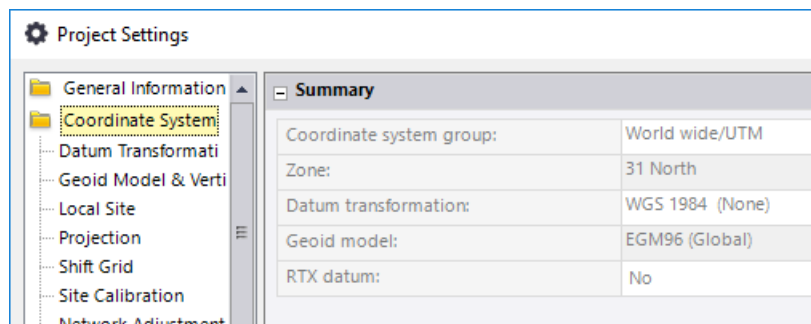 Project Settings
General Information
Coordinate System
Datum Transformati
Geoid Model & Verti
Local Site
Projection
Shift Grid
Site Calibration
Network Adjustment
Summary
Coordinate system group: World wide/UTM
Zone: 31 North
Datum transformation: WGS 1984 (None)
Geoid model: EGM96 (Global)
RTX datum: No